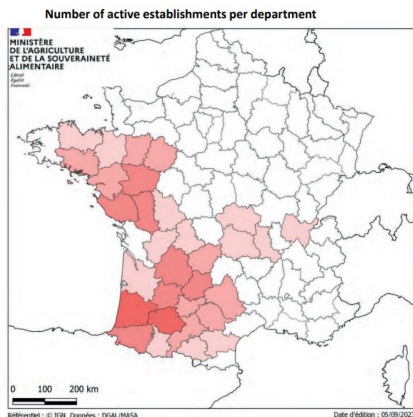 Number of active establishments per department
MINISTÈRE
DE L'AGRICULTURE
ET DE LA SOUVERAINETÉ
ALIMENTAIRE
Liberté
Égalité
Fraternité
0 100 200 km
Référentiel : © IGN Données : DGAL/MASA
Date d'édition : 05/09/2023